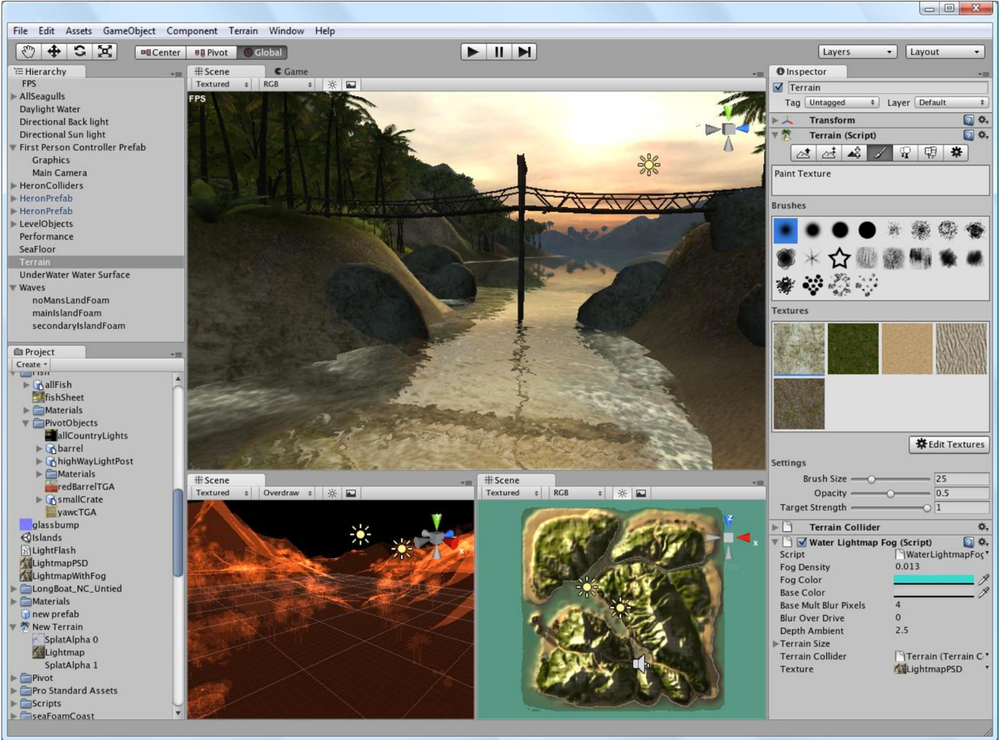 File Edit Assets GameObject Component Terrain Window Help
Center Pivot Global
Layers Layout
Hierarchy
FPS
AllSeagulls
Daylight Water
Directional Back light
Directional Sun light
First Person Controller Prefab
Graphics
Main Camera
HeronColliders
HeronPrefab
HeronPrefab
LevelObjects
Performance
SeaFloor
Terrain
UnderWater Water Surface
Waves
noMansLandFoam
mainIslandFoam
secondaryIslandFoam
Project
Create
Fish
allFish
fishSheet
Materials
PivotObjects
allCountryLights
barrel
highWayLightPost
Materials
redBarrelTGA
smallCrate
yawcTGA
glassbump
Islands
LightFlash
LightmapPSD
LightmapWithFog
LongBoat_NC_Untied
Materials
new prefab
New Terrain
SplatAlpha 0
Lightmap
SplatAlpha 1
Pivot
Pro Standard Assets
Scripts
seaFoamCoast
Scene Game
Textured RGB
FPS
Scene
Textured Overdraw
x
Scene
Textured RGB
z
x
Top
Inspector
Terrain
Tag Untagged Layer Default
Transform
Terrain (Script)
Paint Texture
Brushes
Textures
Edit Textures
Settings
Brush Size 25
Opacity 0.5
Target Strength 1
Terrain Collider
Water Lightmap Fog (Script)
Script WaterLightmapFog
Fog Density 0.013
Fog Color
Base Color
Base Mult Blur Pixels 4
Blur Over Drive 0
Depth Ambient 2.5
Terrain Size
Terrain Collider Terrain (Terrain C
Texture LightmapPSD